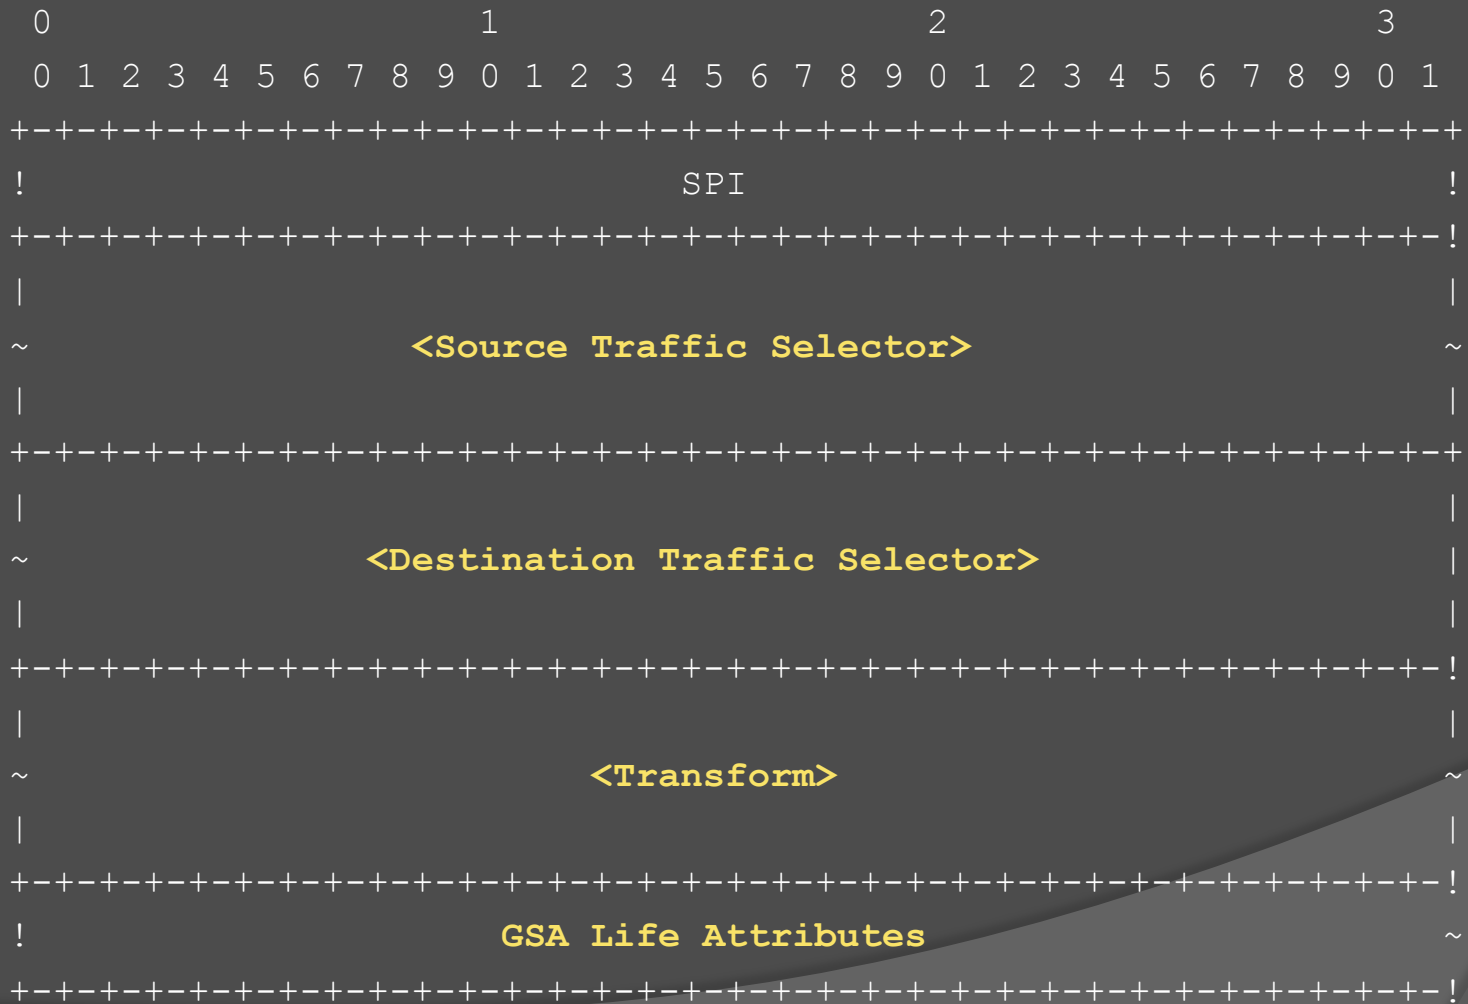 0                   1                   2                   3
 0 1 2 3 4 5 6 7 8 9 0 1 2 3 4 5 6 7 8 9 0 1 2 3 4 5 6 7 8 9 0 1
+-+-+-+-+-+-+-+-+-+-+-+-+-+-+-+-+-+-+-+-+-+-+-+-+-+-+-+-+-+-+-+-+
!                             SPI                               !
+-+-+-+-+-+-+-+-+-+-+-+-+-+-+-+-+-+-+-+-+-+-+-+-+-+-+-+-+-+-+-+-!
|                                                               |
~                 <Source Traffic Selector>                     ~
|                                                               |
+-+-+-+-+-+-+-+-+-+-+-+-+-+-+-+-+-+-+-+-+-+-+-+-+-+-+-+-+-+-+-+-+
|                                                               |
~               <Destination Traffic Selector>                  |
|                                                               |
+-+-+-+-+-+-+-+-+-+-+-+-+-+-+-+-+-+-+-+-+-+-+-+-+-+-+-+-+-+-+-+-!
|                                                               |
~                         <Transform>                           ~
|                                                               |
+-+-+-+-+-+-+-+-+-+-+-+-+-+-+-+-+-+-+-+-+-+-+-+-+-+-+-+-+-+-+-+-!
!                     GSA Life Attributes                       ~
+-+-+-+-+-+-+-+-+-+-+-+-+-+-+-+-+-+-+-+-+-+-+-+-+-+-+-+-+-+-+-+-!